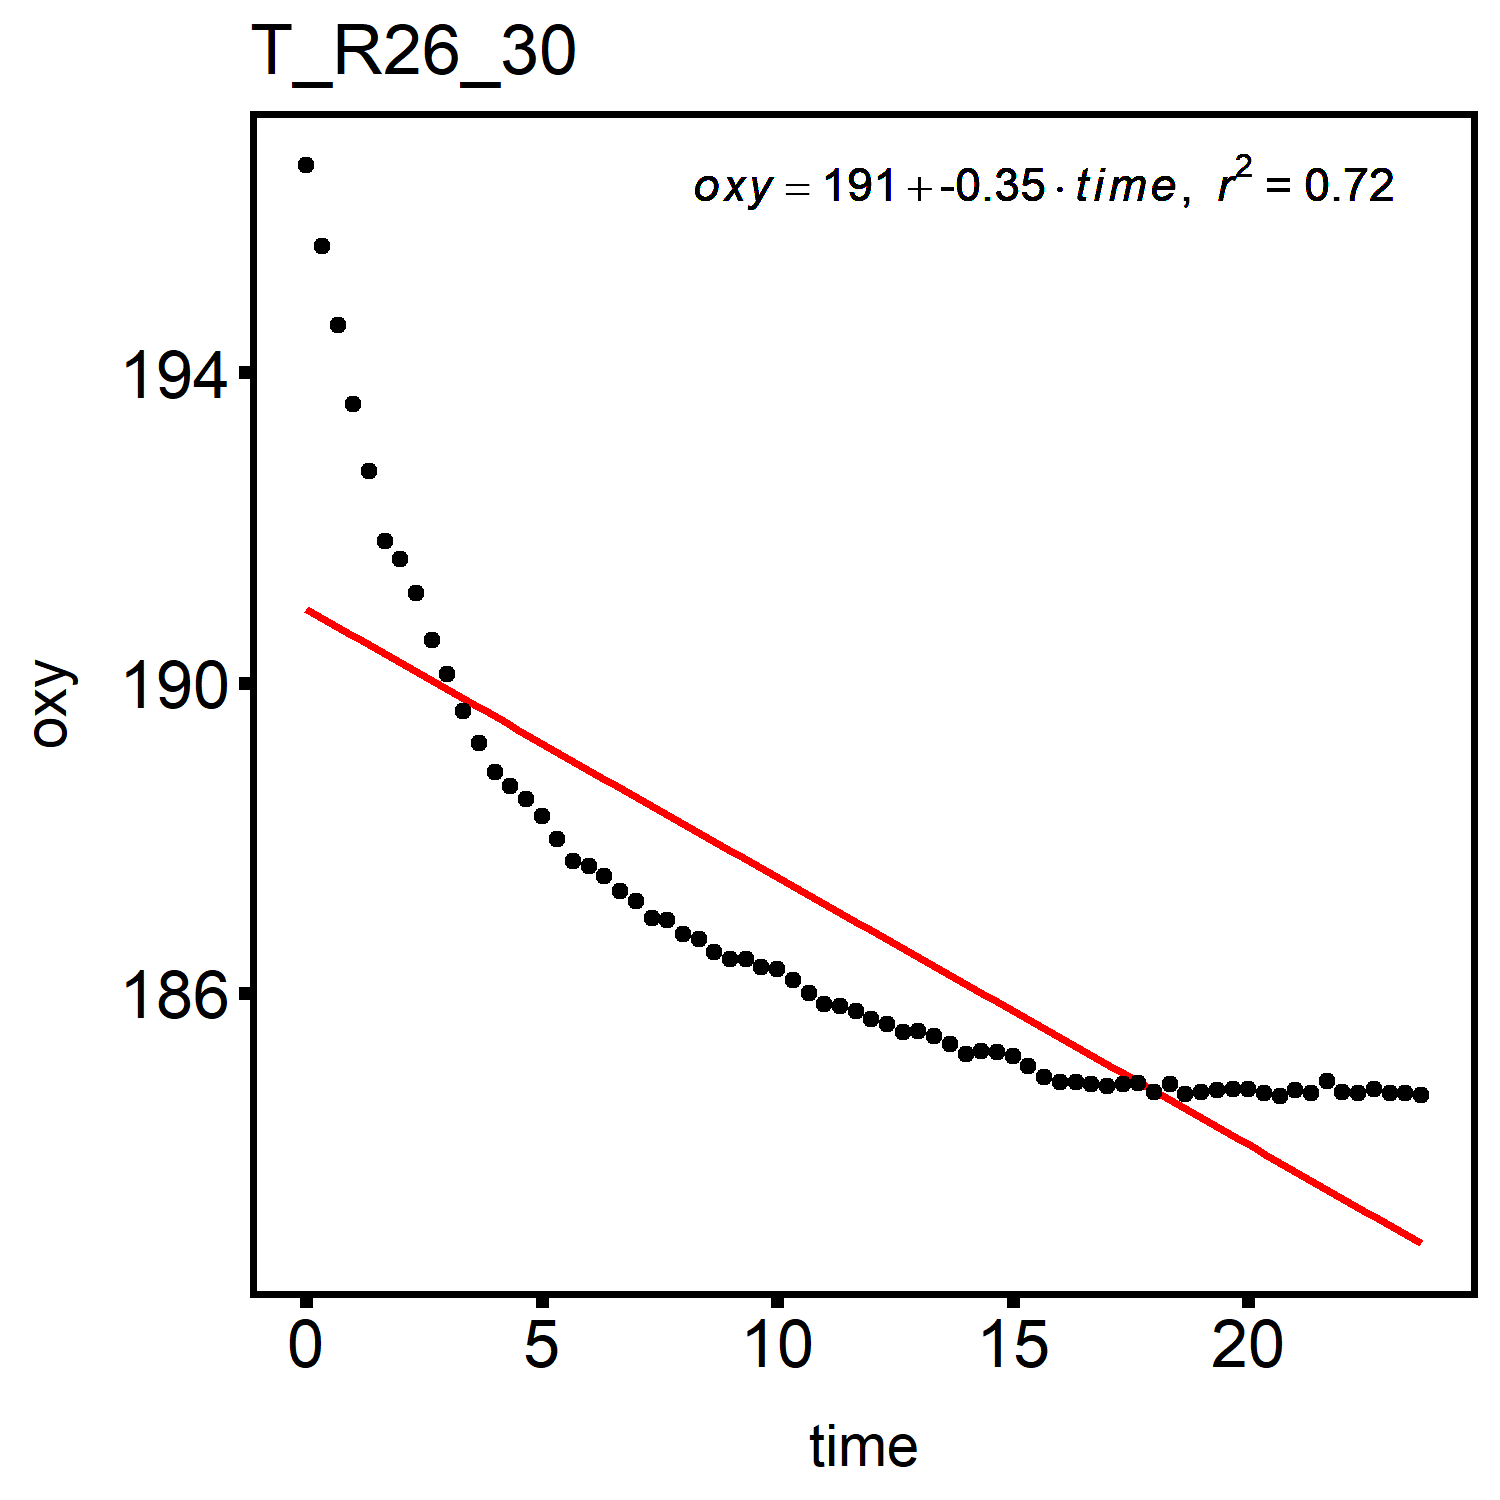 T_R26_30
oxy = 191 + -0.35 · time, r² = 0.72
194
190
186
oxy
0 5 10 15 20
time